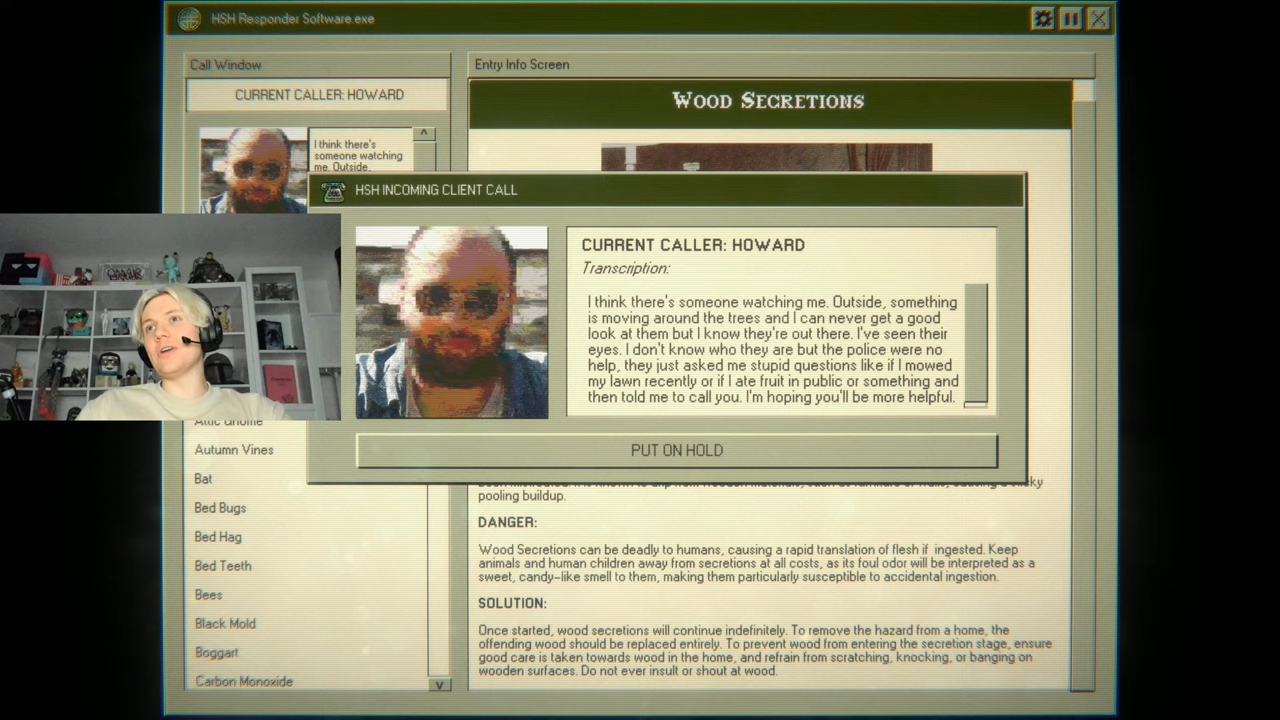 HSH Responder Software.exe
Call Window
Entry Info Screen
CURRENT CALLER: HOWARD
WOOD SECRETIONS
I think there's
someone watching
me. Outside,
HSH INCOMING CLIENT CALL
CURRENT CALLER: HOWARD
Transcription:
I think there's someone watching me. Outside, something
is moving around the trees and I can never get a good
look at them but I know they're out there. I've seen their
eyes. I don't know who they are but the police were no
help, they just asked me stupid questions like if I mowed
my lawn recently or if I ate fruit in public or something and
then told me to call you. I'm hoping you'll be more helpful.
PUT ON HOLD
Attic Gnome
Autumn Vines
Bat
Bed Bugs
Bed Hag
Bed Teeth
Bees
Black Mold
Boggart
Carbon Monoxide
pooling buildup.
DANGER:
Wood Secretions can be deadly to humans, causing a rapid translation of flesh if ingested. Keep
animals and human children away from secretions at all costs, as its foul odor will be interpreted as a
sweet, candy-like smell to them, making them particularly susceptible to accidental ingestion.
SOLUTION:
Once started, wood secretions will continue indefinitely. To remove the hazard from a home, the
offending wood should be replaced entirely. To prevent wood from entering the secretion stage, ensure
good care is taken towards wood in the home, and refrain from scratching, knocking, or banging on
wooden surfaces. Do not ever insult or shout at wood.